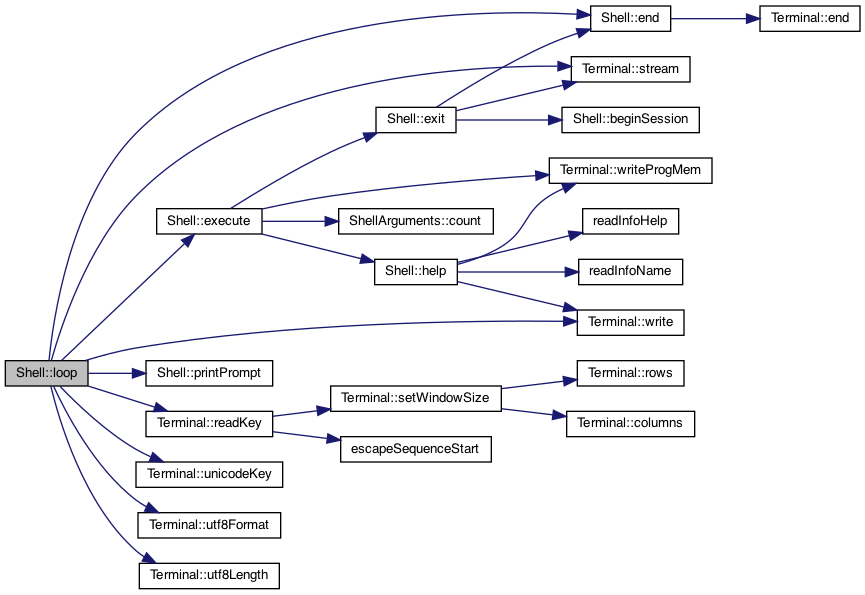 Shell::end
Terminal::end
Terminal::stream
Shell::exit
Shell::beginSession
Terminal::writeProgMem
Shell::execute
ShellArguments::count
readInfoHelp
Shell::help
readInfoName
Terminal::write
Shell::loop
Shell::printPrompt
Terminal::rows
Terminal::setWindowSize
Terminal::readKey
Terminal::columns
escapeSequenceStart
Terminal::unicodeKey
Terminal::utf8Format
Terminal::utf8Length